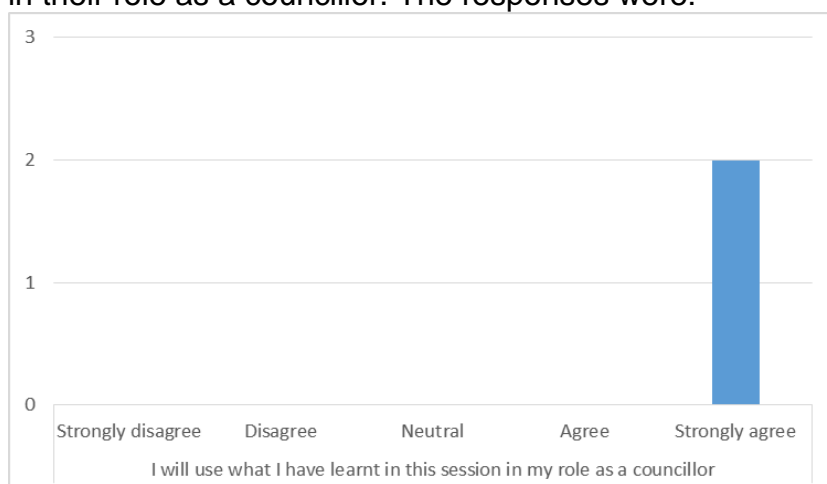 in their role as a councillor. The responses were:
3
2
1
0
Strongly disagree Disagree Neutral Agree Strongly agree
I will use what I have learnt in this session in my role as a councillor